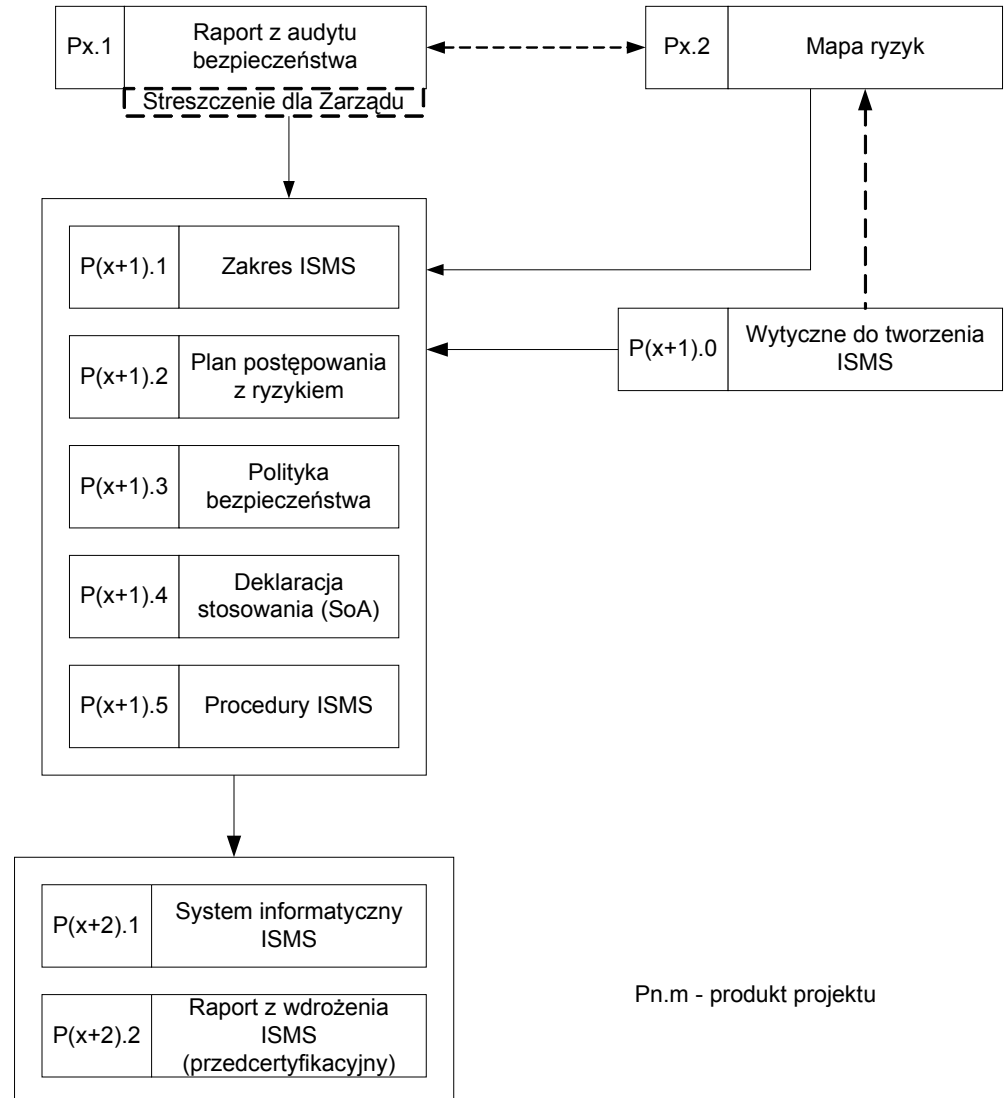 Px.1
Raport z audytu
bezpieczeństwa
Streszczenie dla Zarządu
Px.2
Mapa ryzyk
P(x+1).1
Zakres ISMS
P(x+1).0
Wytyczne do tworzenia
ISMS
P(x+1).2
Plan postępowania
z ryzykiem
P(x+1).3
Polityka
bezpieczeństwa
P(x+1).4
Deklaracja
stosowania (SoA)
P(x+1).5
Procedury ISMS
P(x+2).1
System informatyczny
ISMS
P(x+2).2
Raport z wdrożenia
ISMS
(przedcertyfikacyjny)
Pn.m - produkt projektu